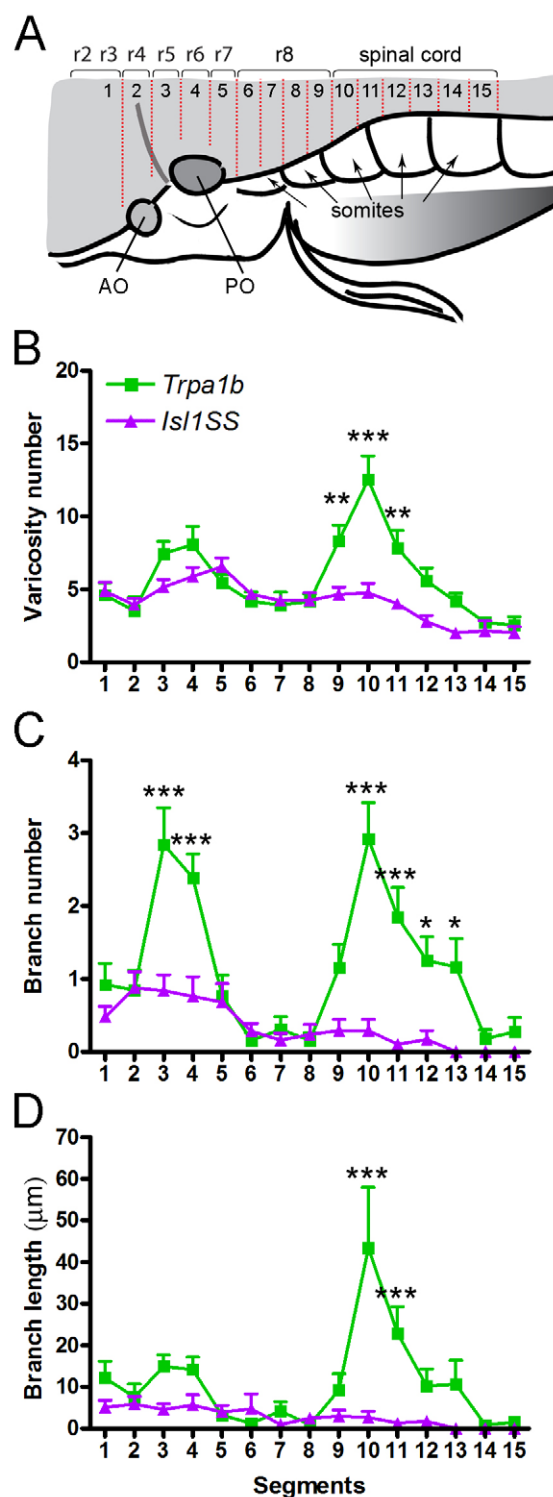 A
r2 r3 r4 r5 r6 r7 r8 spinal cord
1 2 3 4 5 6 7 8 9 10 11 12 13 14 15
somites
AO PO
B
20
15
10
5
0
Varicosity number
Trpa1b
Isl1SS
** *** **
1 2 3 4 5 6 7 8 9 10 11 12 13 14 15
C
4
3
2
1
0
Branch number
*** *** *** *** * *
1 2 3 4 5 6 7 8 9 10 11 12 13 14 15
D
70
60
50
40
30
20
10
0
Branch length (μm)
*** ***
1 2 3 4 5 6 7 8 9 10 11 12 13 14 15
Segments